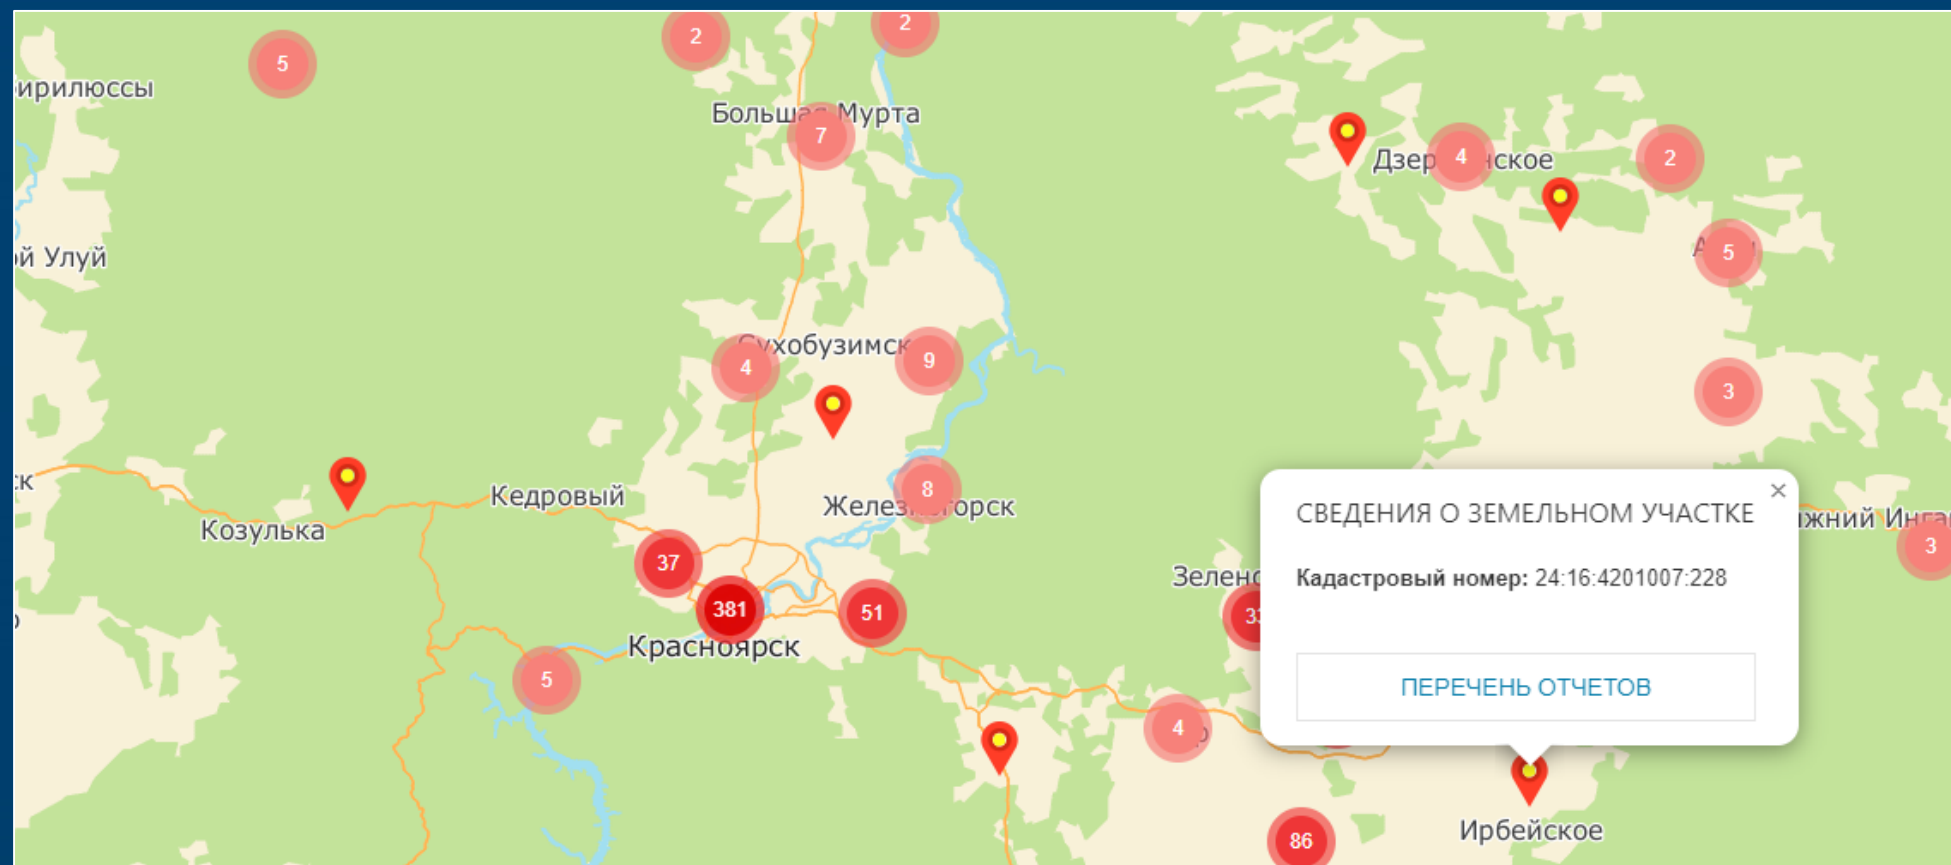 2
2
5
ирилюссы
Большая Мурта
7
4
2
5
ой Улуй
Сухобузимск
4
9
3
Кедровый
8
Козулька
Железногорск
СВЕДЕНИЯ О ЗЕМЕЛЬНОМ УЧАСТКЕ
×
жний Инга
3
37
Кадастровый номер: 24:16:4201007:228
Зелено
381
51
33
Красноярск
5
ПЕРЕЧЕНЬ ОТЧЕТОВ
4
Ирбейское
86